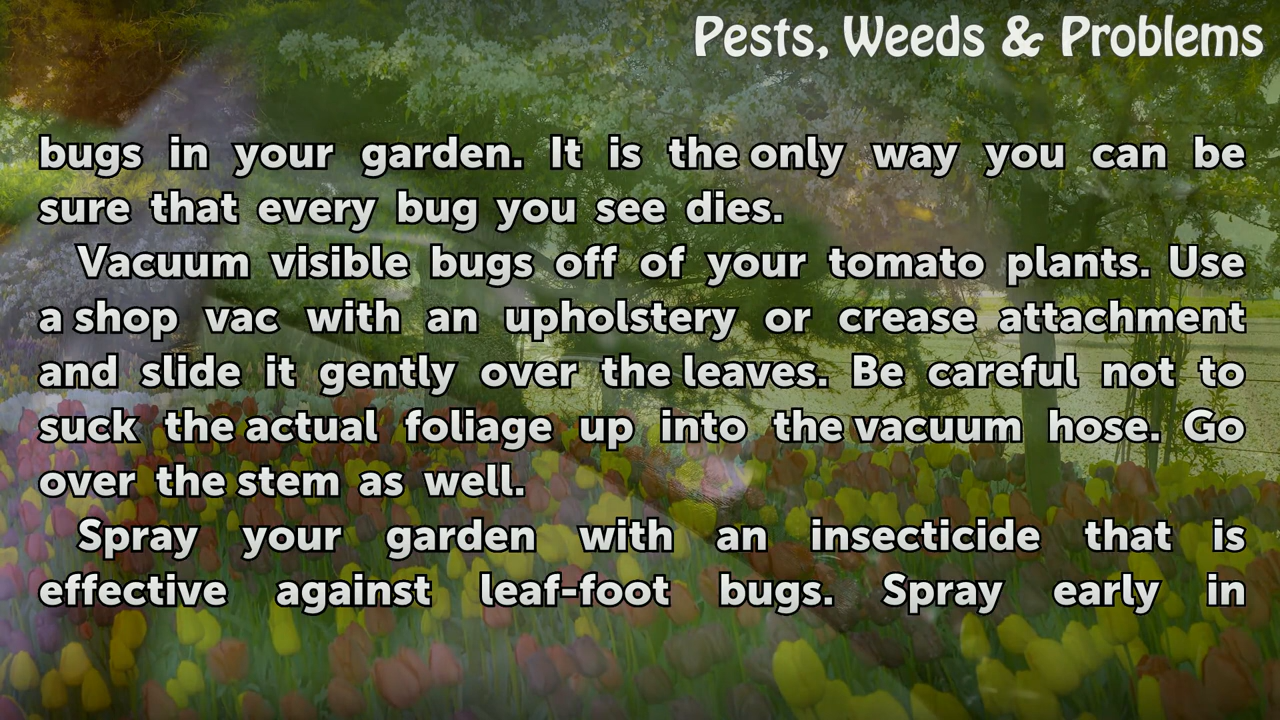 Pests, Weeds & Problems
bugs in your garden. It is the only way you can be
sure that every bug you see dies.
Vacuum visible bugs off of your tomato plants. Use
a shop vac with an upholstery or crease attachment
and slide it gently over the leaves. Be careful not to
suck the actual foliage up into the vacuum hose. Go
over the stem as well.
Spray your garden with an insecticide that is
effective against leaf-foot bugs. Spray early in